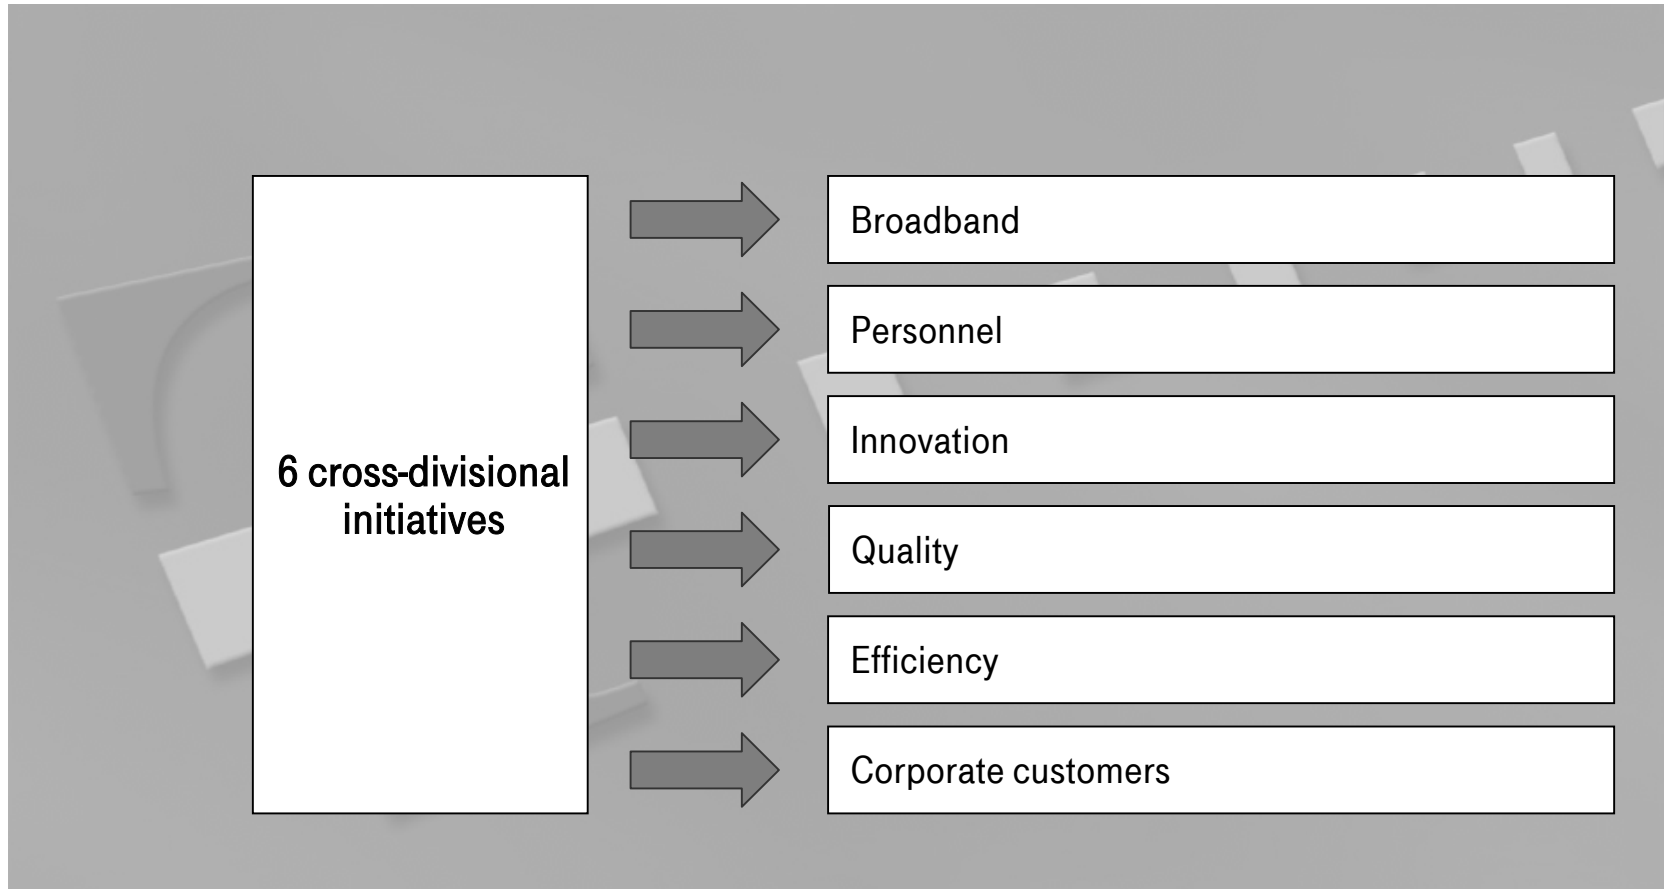 6 cross-divisional
initiatives
Broadband
Personnel
Innovation
Quality
Efficiency
Corporate customers